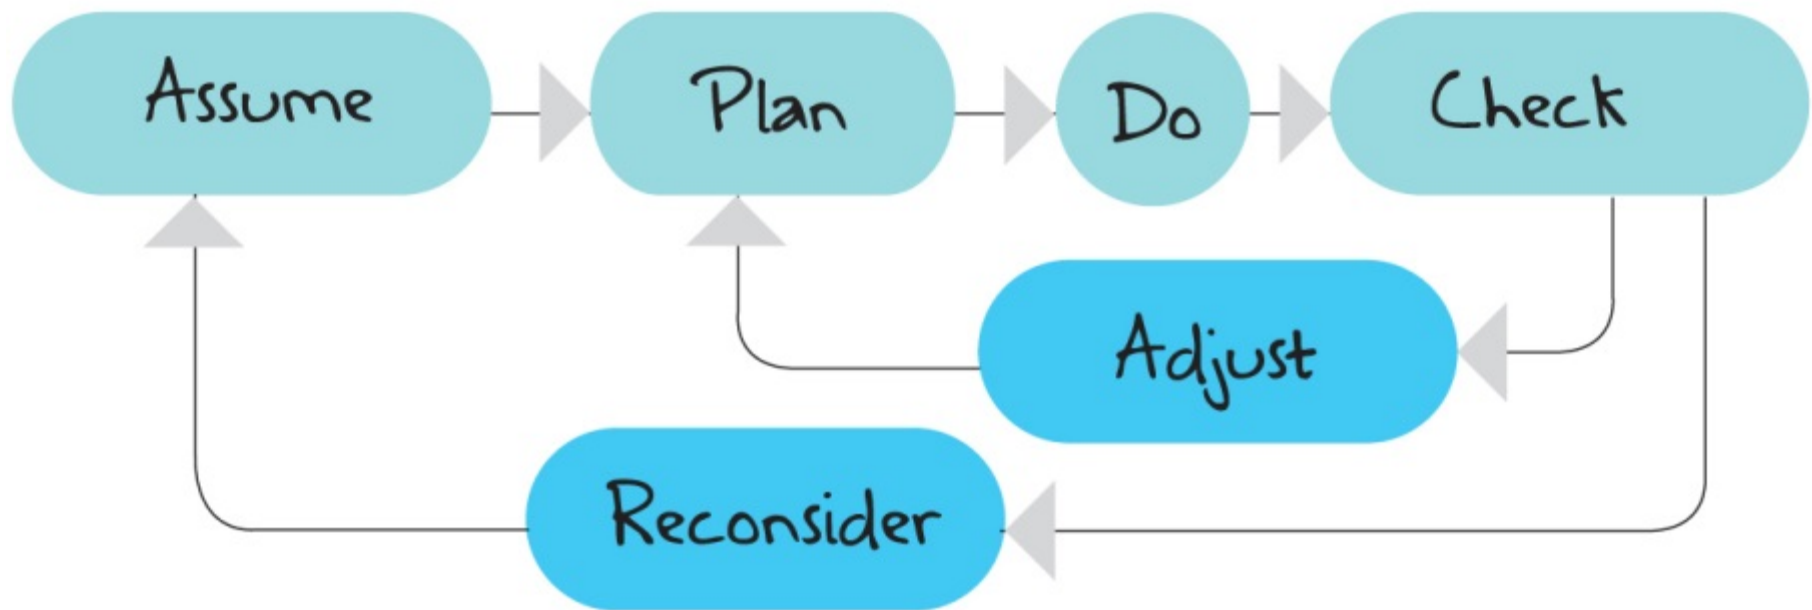 Assume
Plan
Do
Check
Adjust
Reconsider